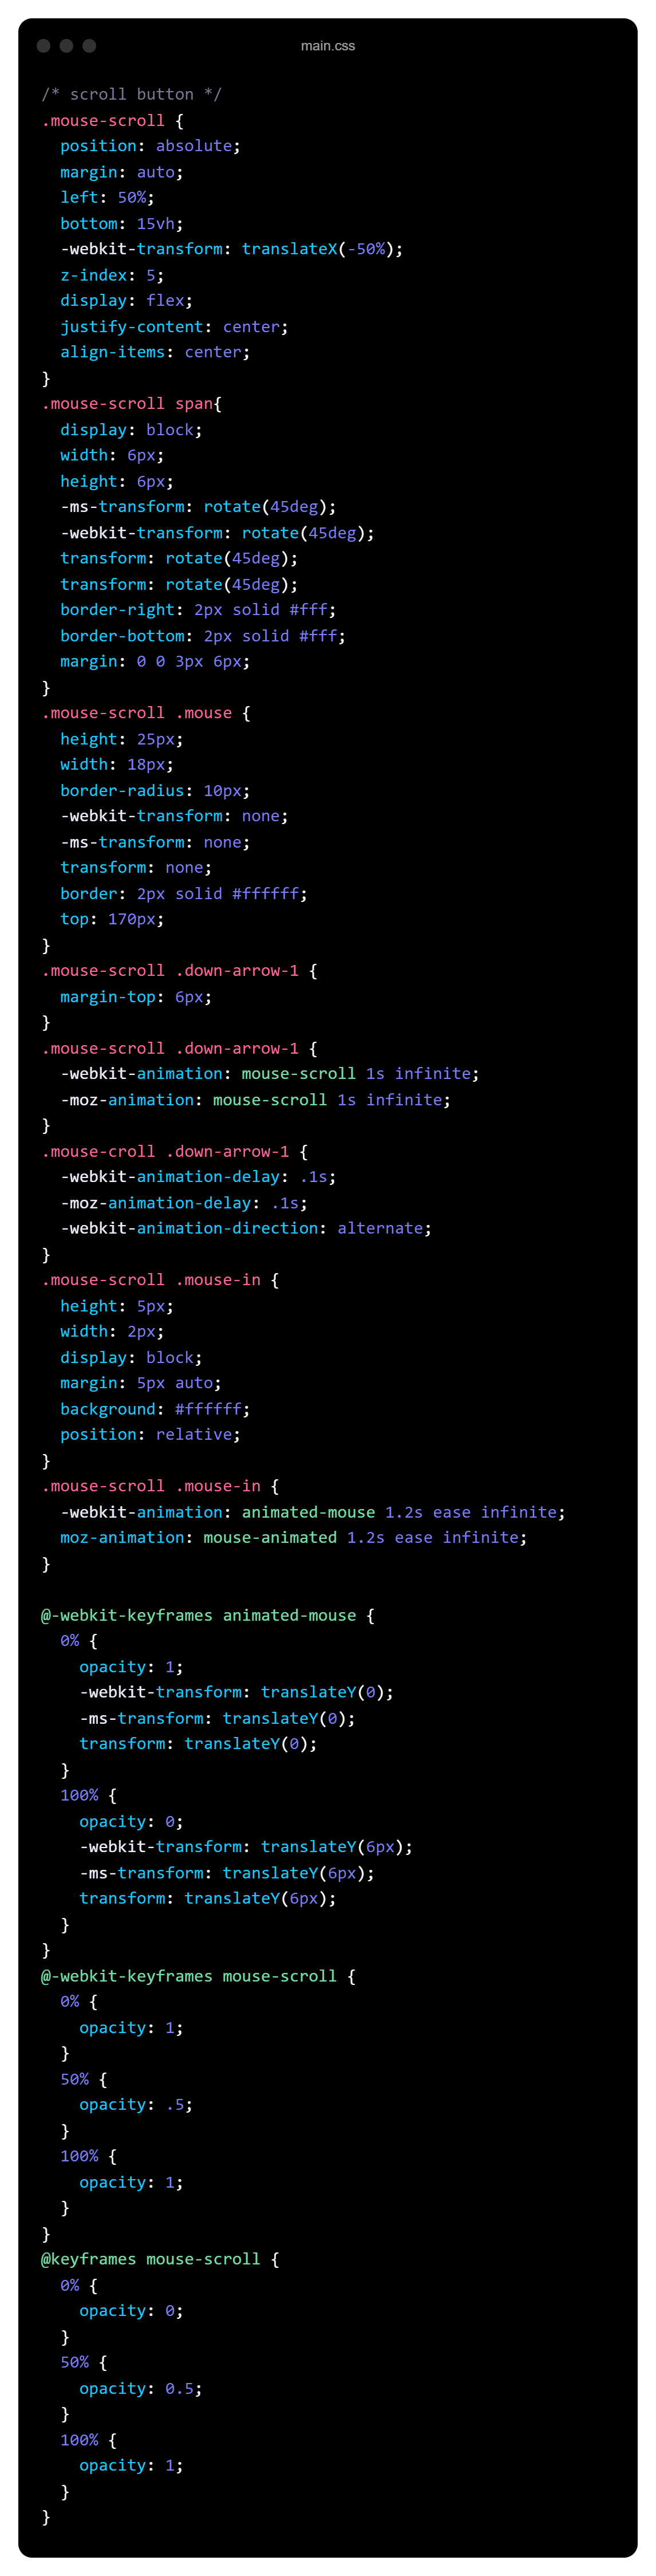 main.css
/* scroll button */
.mouse-scroll {
  position: absolute;
  margin: auto;
  left: 50%;
  bottom: 15vh;
  -webkit-transform: translateX(-50%);
  z-index: 5;
  display: flex;
  justify-content: center;
  align-items: center;
}
.mouse-scroll span{
  display: block;
  width: 6px;
  height: 6px;
  -ms-transform: rotate(45deg);
  -webkit-transform: rotate(45deg);
  transform: rotate(45deg);
  transform: rotate(45deg);
  border-right: 2px solid #fff;
  border-bottom: 2px solid #fff;
  margin: 0 0 3px 6px;
}
.mouse-scroll .mouse {
  height: 25px;
  width: 18px;
  border-radius: 10px;
  -webkit-transform: none;
  -ms-transform: none;
  transform: none;
  border: 2px solid #ffffff;
  top: 170px;
}
.mouse-scroll .down-arrow-1 {
  margin-top: 6px;
}
.mouse-scroll .down-arrow-1 {
  -webkit-animation: mouse-scroll 1s infinite;
  -moz-animation: mouse-scroll 1s infinite;
}
.mouse-croll .down-arrow-1 {
  -webkit-animation-delay: .1s;
  -moz-animation-delay: .1s;
  -webkit-animation-direction: alternate;
}
.mouse-scroll .mouse-in {
  height: 5px;
  width: 2px;
  display: block;
  margin: 5px auto;
  background: #ffffff;
  position: relative;
}
.mouse-scroll .mouse-in {
  -webkit-animation: animated-mouse 1.2s ease infinite;
  moz-animation: mouse-animated 1.2s ease infinite;
}
@-webkit-keyframes animated-mouse {
  0% {
    opacity: 1;
    -webkit-transform: translateY(0);
    -ms-transform: translateY(0);
    transform: translateY(0);
  }
  100% {
    opacity: 0;
    -webkit-transform: translateY(6px);
    -ms-transform: translateY(6px);
    transform: translateY(6px);
  }
}
@-webkit-keyframes mouse-scroll {
  0% {
    opacity: 1;
  }
  50% {
    opacity: .5;
  }
  100% {
    opacity: 1;
  }
}
@keyframes mouse-scroll {
  0% {
    opacity: 0;
  }
  50% {
    opacity: 0.5;
  }
  100% {
    opacity: 1;
  }
}